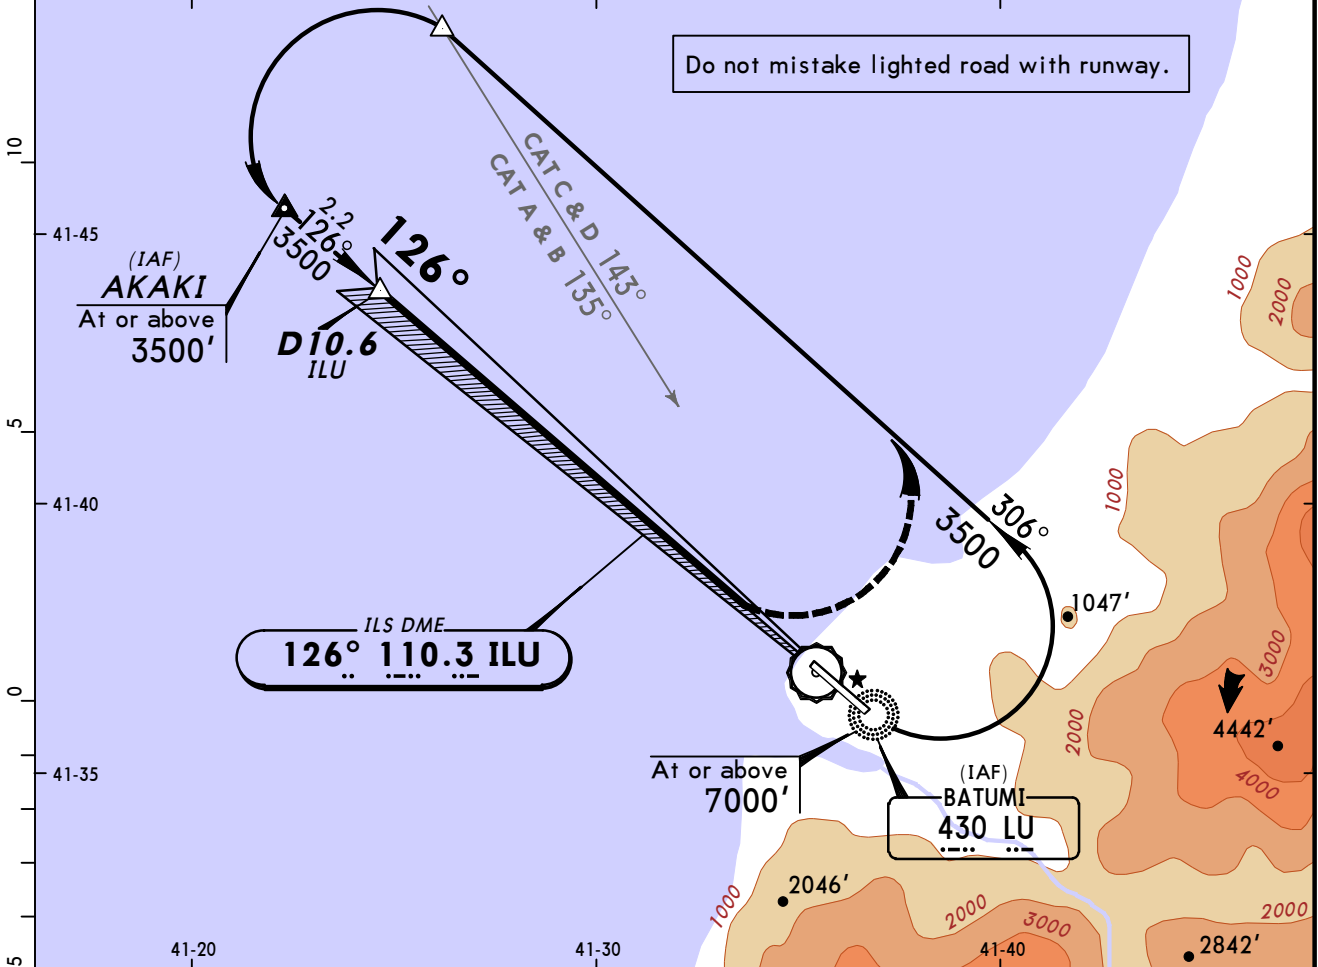 Do not mistake lighted road with runway.
10
CAT C & D 143°
CAT A & B 135°
2.2
126°
3500
126°
41-45
(IAF)
AKAKI
At or above
3500'
D10.6
ILU
1000
2000
5
41-40
1000
306°
3500
1047'
ILS DME
126° 110.3 ILU
3000
0
2000
4442'
4000
41-35
At or above
7000'
(IAF)
BATUMI
430 LU
2046'
1000
2000
3000
2000
2842'
5
41-20
41-30
41-40